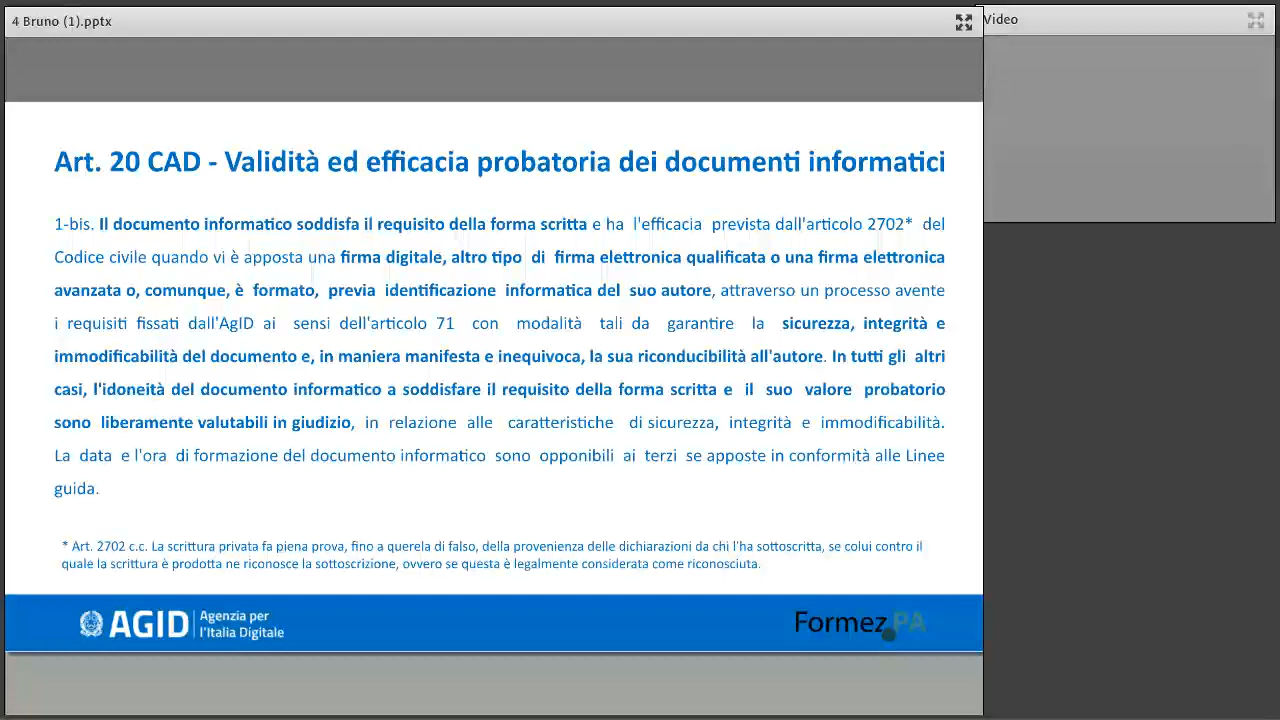 4 Bruno (1).pptx
Video
Art. 20 CAD - Validità ed efficacia probatoria dei documenti informatici
1-bis. Il documento informatico soddisfa il requisito della forma scritta e ha l'efficacia prevista dall'articolo 2702* del
Codice civile quando vi è apposta una firma digitale, altro tipo di firma elettronica qualificata o una firma elettronica
avanzata o, comunque, è formato, previa identificazione informatica del suo autore, attraverso un processo avente
i requisiti fissati dall'AgID ai sensi dell'articolo 71 con modalità tali da garantire la sicurezza, integrità e
immodificabilità del documento e, in maniera manifesta e inequivoca, la sua riconducibilità all'autore. In tutti gli altri
casi, l'idoneità del documento informatico a soddisfare il requisito della forma scritta e il suo valore probatorio
sono liberamente valutabili in giudizio, in relazione alle caratteristiche di sicurezza, integrità e immodificabilità.
La data e l'ora di formazione del documento informatico sono opponibili ai terzi se apposte in conformità alle Linee
guida.
* Art. 2702 c.c. La scrittura privata fa piena prova, fino a querela di falso, della provenienza delle dichiarazioni da chi l'ha sottoscritta, se colui contro il
quale la scrittura è prodotta ne riconosce la sottoscrizione, ovvero se questa è legalmente considerata come riconosciuta.
AGID Agenzia per
l'Italia Digitale
Formez PA